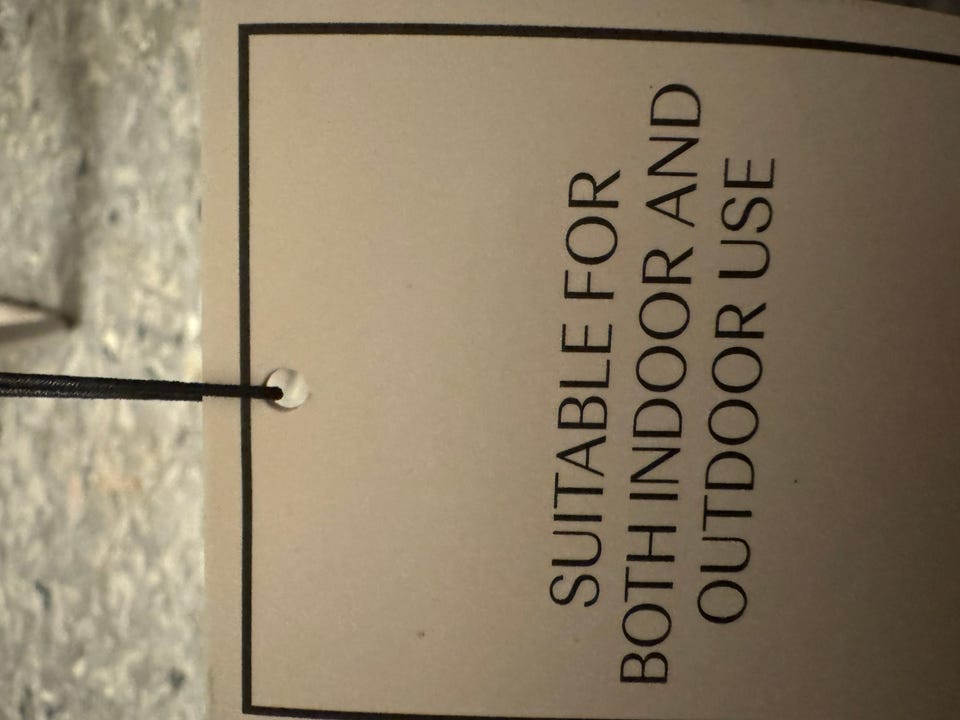 SUITABLE FOR
BOTH INDOOR AND
OUTDOOR USE